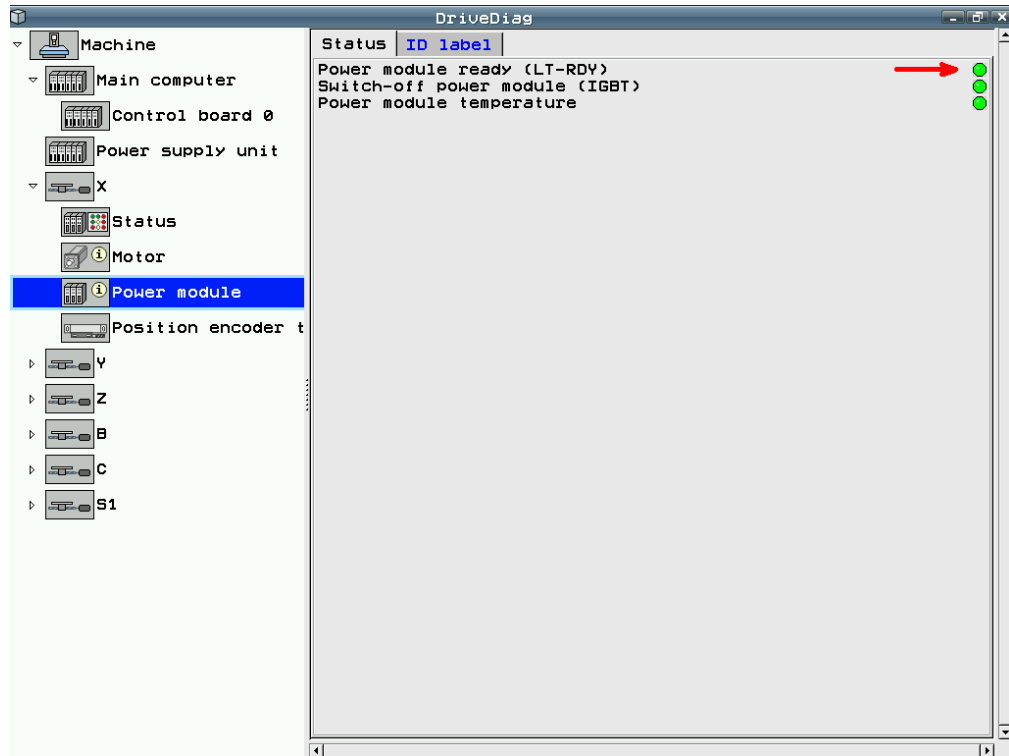 DriveDiag
Machine
Main computer
Control board 0
Power supply unit
X
Status
Motor
Power module
Position encoder t
Y
Z
B
C
S1
Status
ID label
Power module ready (LT-RDY)
Switch-off power module (IGBT)
Power module temperature